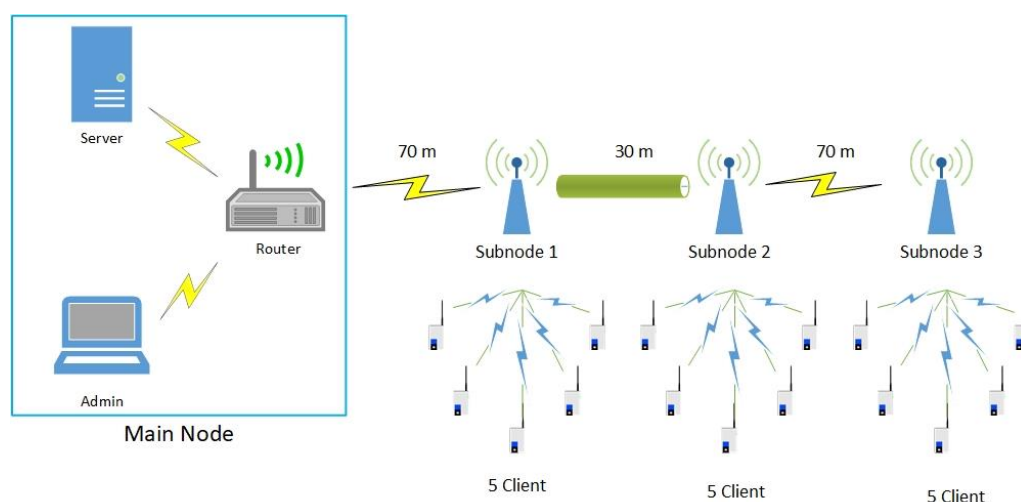 Server
Router
Admin
Main Node
70 m
30 m
70 m
Subnode 1
Subnode 2
Subnode 3
5 Client
5 Client
5 Client